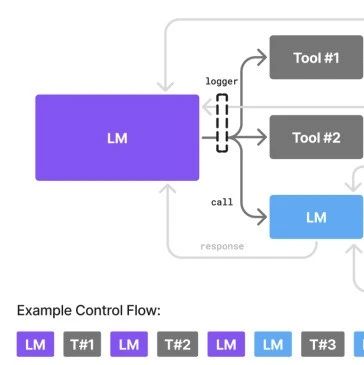 Tool #1
logger
LM
Tool #2
call
LM
response
Example Control Flow:
LM T#1 LM T#2 LM LM T#3